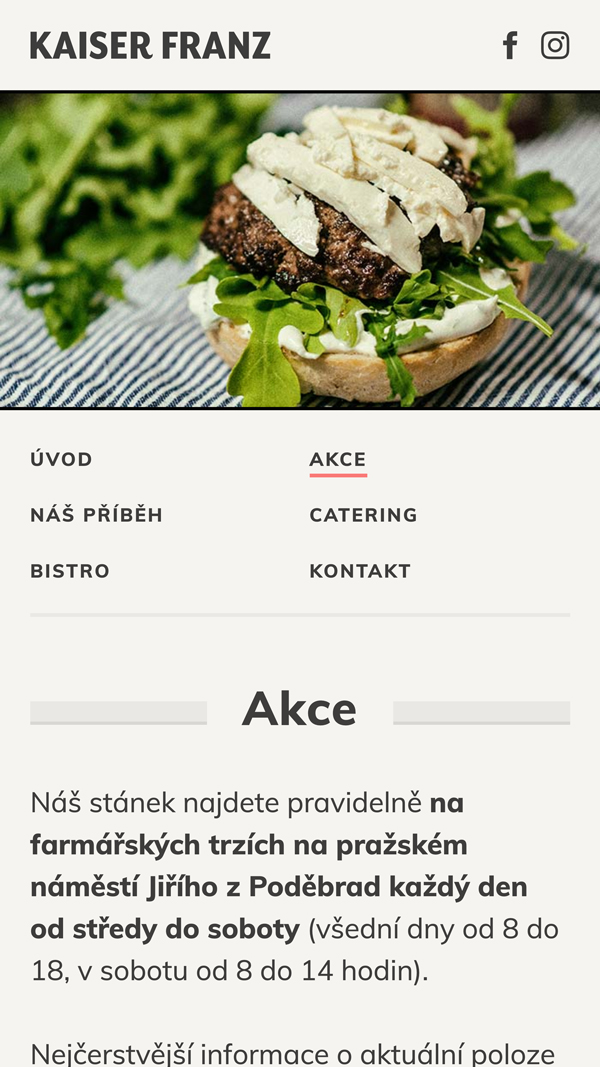 KAISER FRANZ
ÚVOD
AKCE
NÁŠ PŘÍBĚH
CATERING
BISTRO
KONTAKT
Akce
Náš stánek najdete pravidelně na
farmářských trzích na pražském
náměstí Jiřího z Poděbrad každý den
od středy do soboty (všední dny od 8 do
18, v sobotu od 8 do 14 hodin).
Nejčerstvější informace o aktuální poloze